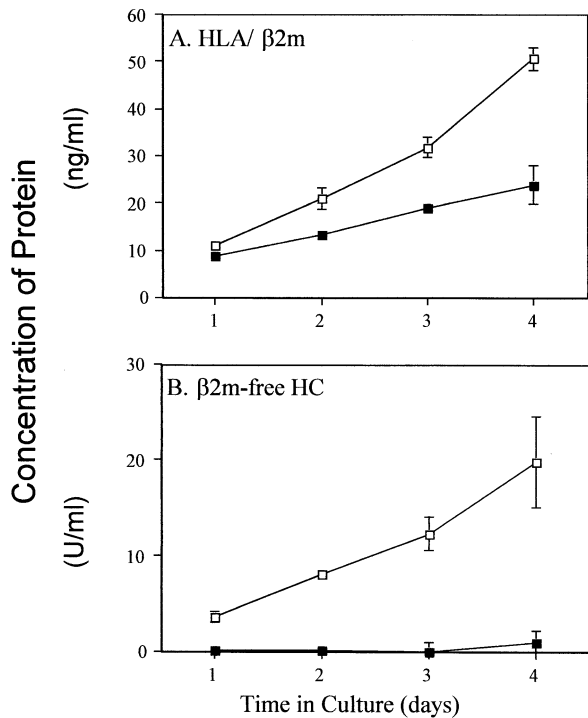 Concentration of Protein
(ng/ml)
(U/ml)
A. HLA/ β2m
60
50
40
30
20
10
0
1 2 3 4
B. β2m-free HC
30
20
10
0
1 2 3 4
Time in Culture (days)